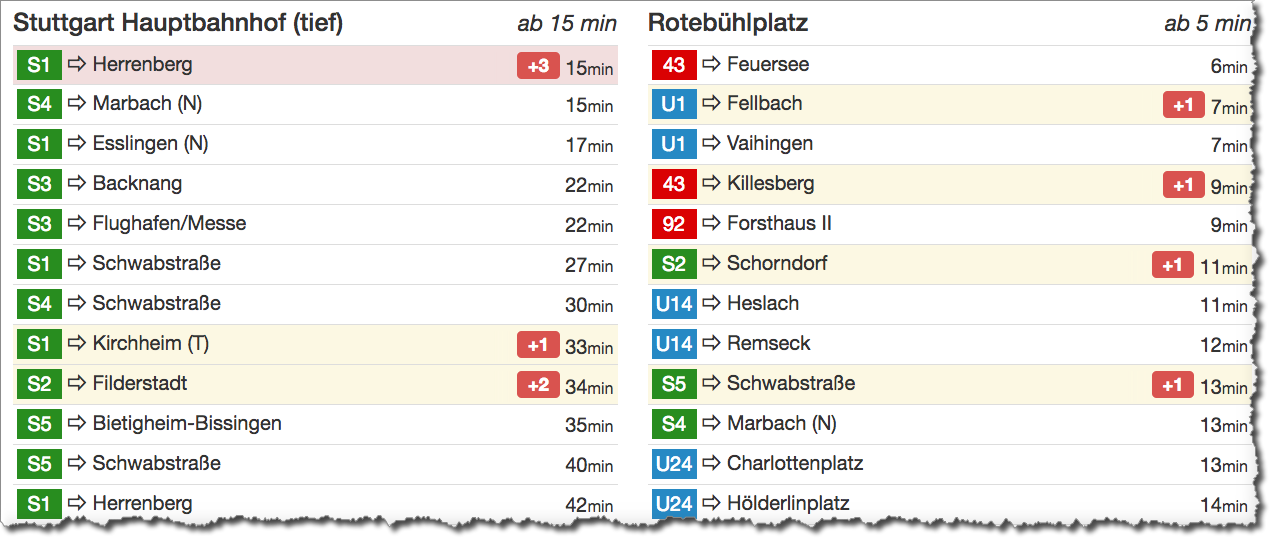 Stuttgart Hauptbahnhof (tief) ab 15 min
S1 ⇨ Herrenberg +3 15min
S4 ⇨ Marbach (N) 15min
S1 ⇨ Esslingen (N) 17min
S3 ⇨ Backnang 22min
S3 ⇨ Flughafen/Messe 22min
S1 ⇨ Schwabstraße 27min
S4 ⇨ Schwabstraße 30min
S1 ⇨ Kirchheim (T) +1 33min
S2 ⇨ Filderstadt +2 34min
S5 ⇨ Bietigheim-Bissingen 35min
S5 ⇨ Schwabstraße 40min
S1 ⇨ Herrenberg 42min
Rotebühlplatz ab 5 min
43 ⇨ Feuersee 6min
U1 ⇨ Fellbach +1 7min
U1 ⇨ Vaihingen 7min
43 ⇨ Killesberg +1 9min
92 ⇨ Forsthaus II 9min
S2 ⇨ Schorndorf +1 11min
U14 ⇨ Heslach 11min
U14 ⇨ Remseck 12min
S5 ⇨ Schwabstraße +1 13min
S4 ⇨ Marbach (N) 13min
U24 ⇨ Charlottenplatz 13min
U24 ⇨ Hölderlinplatz 14min